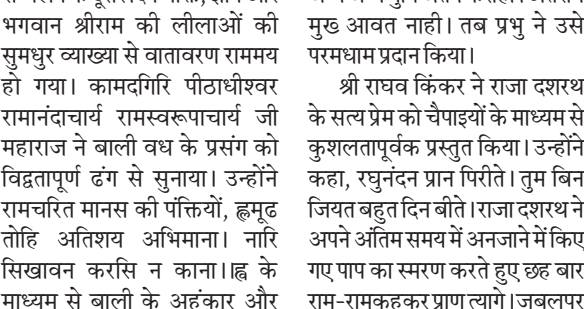 भगवान श्रीराम की लीलाओं की
सुमधुर व्याख्या से वातावरण राममय
हो गया। कामदगिरि पीठाधीश्वर
रामानंदाचार्य रामस्वरूपाचार्य जी
महाराज ने बाली वध के प्रसंग को
विद्वतापूर्ण ढंग से सुनाया। उन्होंने
रामचरित मानस की पंक्तियों, ह्लमूढ
तोहि अतिशय अभिमाना। नारि
सिखावन करसि न काना।ह्व के
माध्यम से बाली के अहंकार और
मुख आवत नाही। तब प्रभु ने उसे
परमधाम प्रदान किया।
श्री राघव किंकर ने राजा दशरथ
के सत्य प्रेम को चैपाइयों के माध्यम से
कुशलतापूर्वक प्रस्तुत किया। उन्होंने
कहा, रघुनंदन प्रान पिरीते। तुम बिन
जियत बहुत दिन बीते।राजा दशरथ ने
अपने अंतिम समय में अनजाने में किए
गए पाप का स्मरण करते हुए छह बार
राम-रामकहकर प्राण त्यागे।जबलपुर